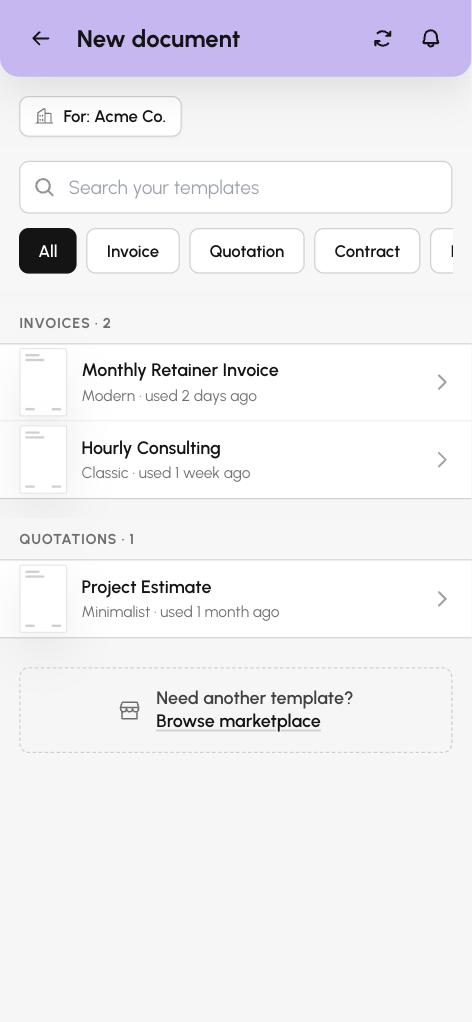 New document
For: Acme Co.
Search your templates
All
Invoice
Quotation
Contract
INVOICES · 2
Monthly Retainer Invoice
Modern · used 2 days ago
Hourly Consulting
Classic · used 1 week ago
QUOTATIONS · 1
Project Estimate
Minimalist · used 1 month ago
Need another template?
Browse marketplace